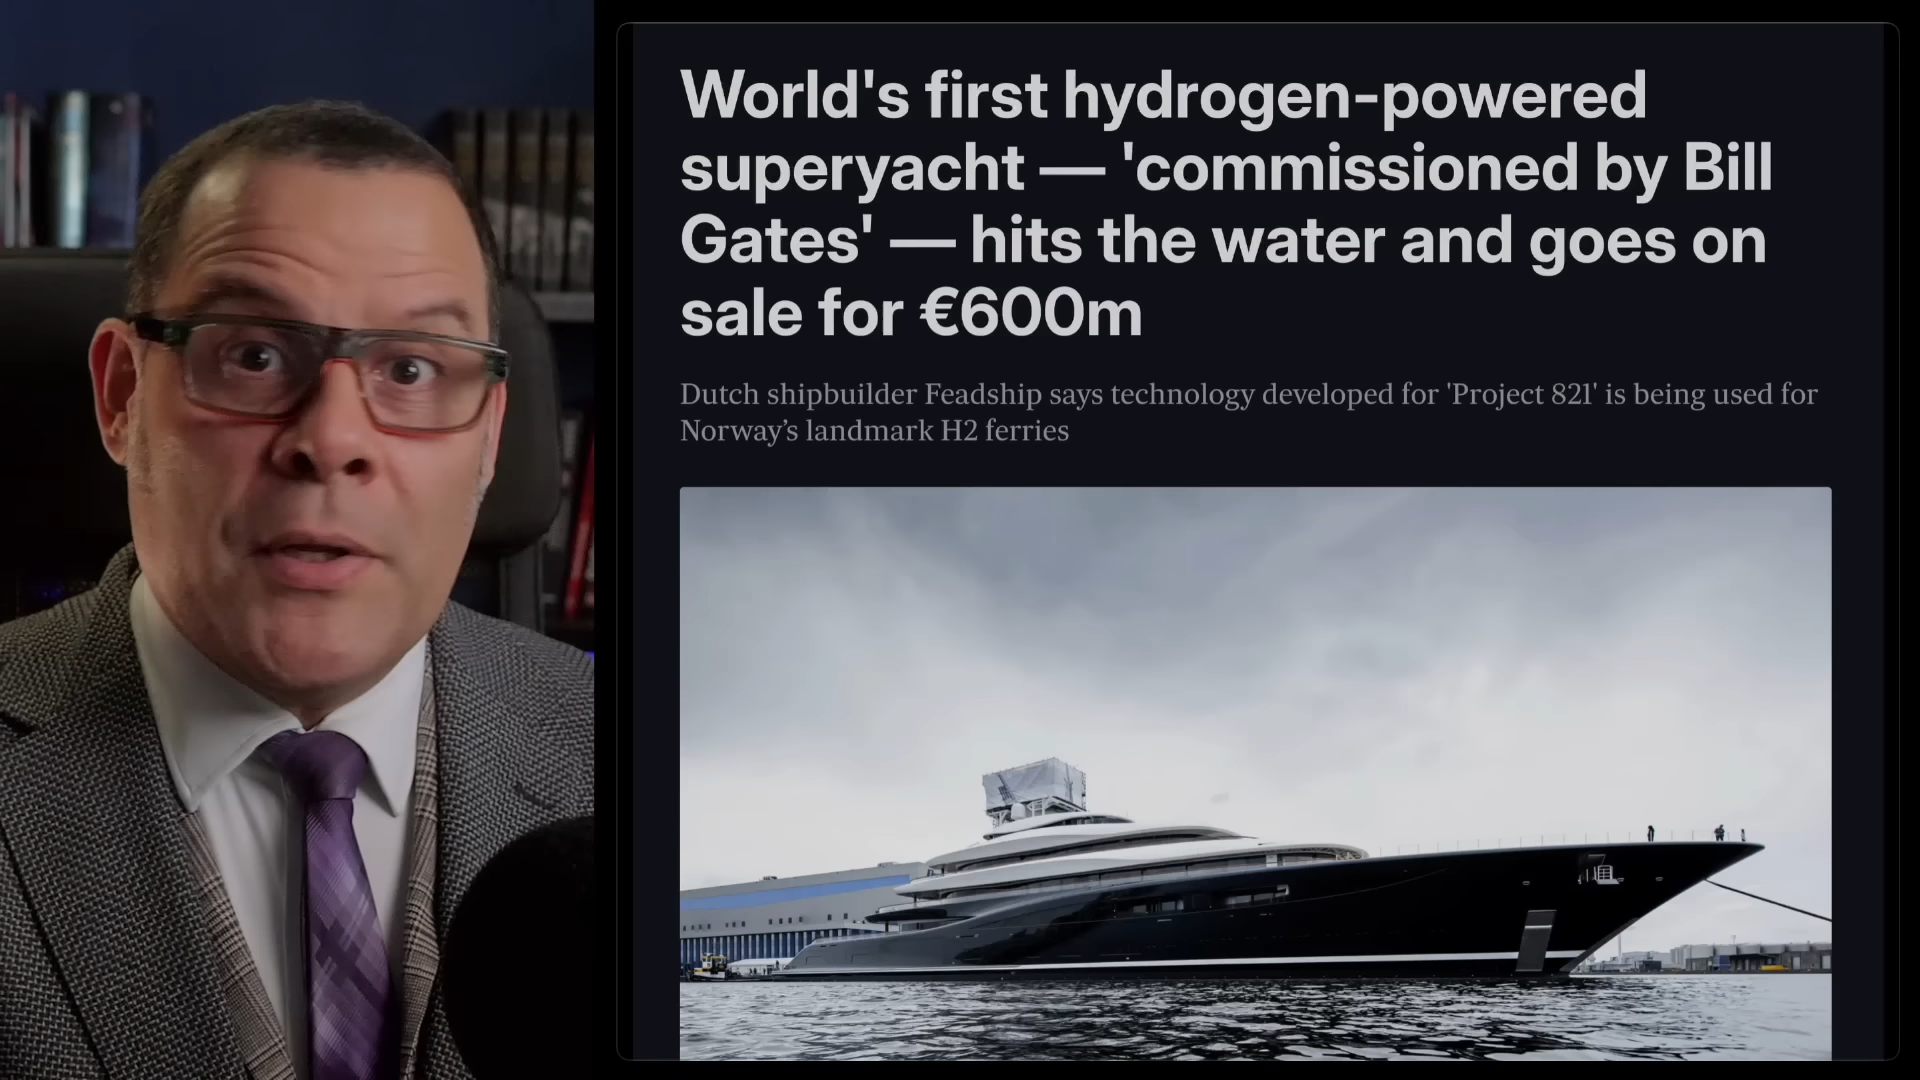 World's first hydrogen-powered
superyacht — 'commissioned by Bill
Gates' — hits the water and goes on
sale for €600m
Dutch shipbuilder Feadship says technology developed for 'Project 821' is being used for
Norway’s landmark H2 ferries